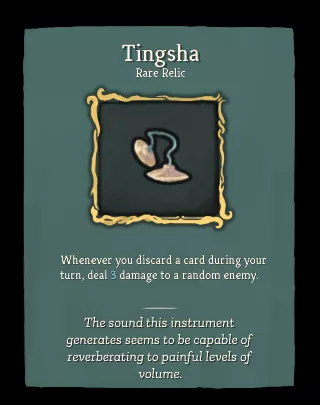 Tingsha
Rare Relic
Whenever you discard a card during your
turn, deal 3 damage to a random enemy.
The sound this instrument
generates seems to be capable of
reverberating to painful levels of
volume.